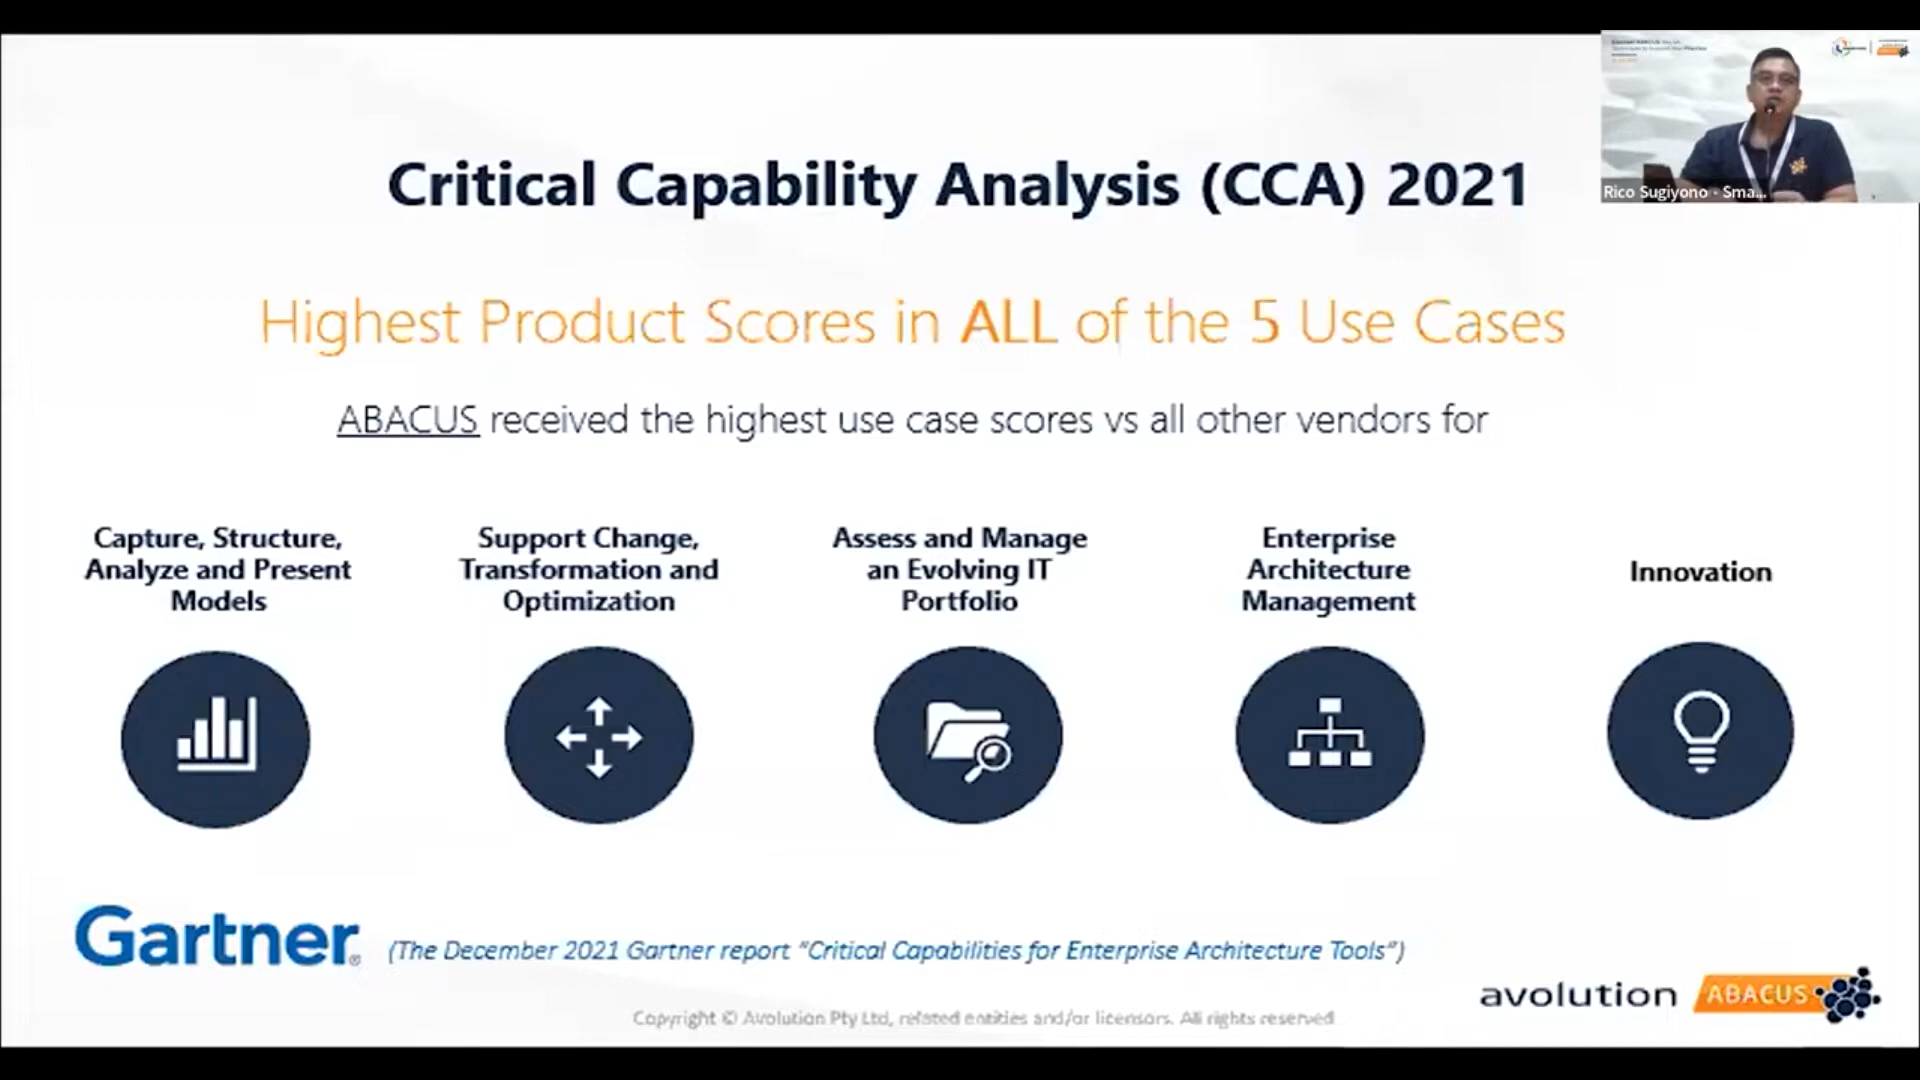 Critical Capability Analysis (CCA) 2021
Rico Sugiyono - Sma...
Highest Product Scores in ALL of the 5 Use Cases
ABACUS received the highest use case scores vs all other vendors for
Capture, Structure,
Analyze and Present
Models
Support Change,
Transformation and
Optimization
Assess and Manage
an Evolving IT
Portfolio
Enterprise
Architecture
Management
Innovation
Gartner®
(The December 2021 Gartner report "Critical Capabilities for Enterprise Architecture Tools")
avolution ABACUS
Copyright © Avolution Pty Ltd, related entities and/or licensors. All rights reserved